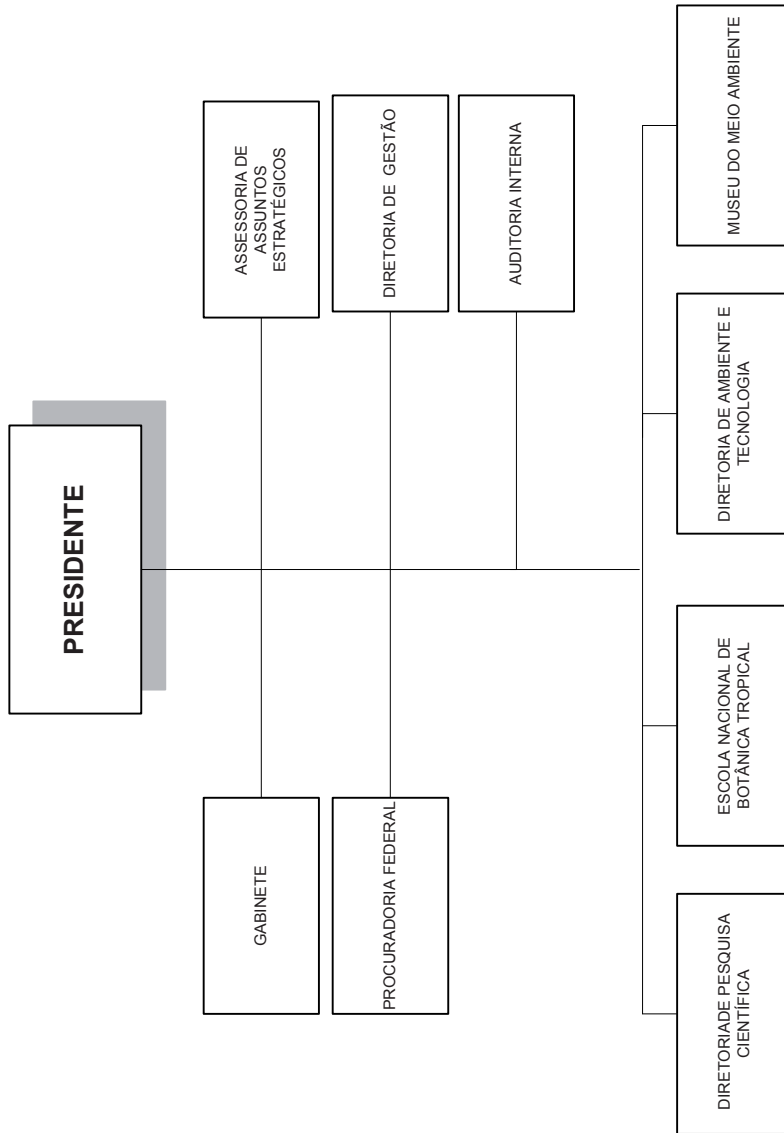 PRESIDENTE
GABINETE
ASSESSORIA DE
ASSUNTOS
ESTRATÉGICOS
PROCURADORIA FEDERAL
DIRETORIA DE GESTÃO
AUDITORIA INTERNA
DIRETORIADE PESQUISA
CIENTÍFICA
ESCOLA NACIONAL DE
BOTÂNICA TROPICAL
DIRETORIA DE AMBIENTE E
TECNOLOGIA
MUSEU DO MEIO AMBIENTE